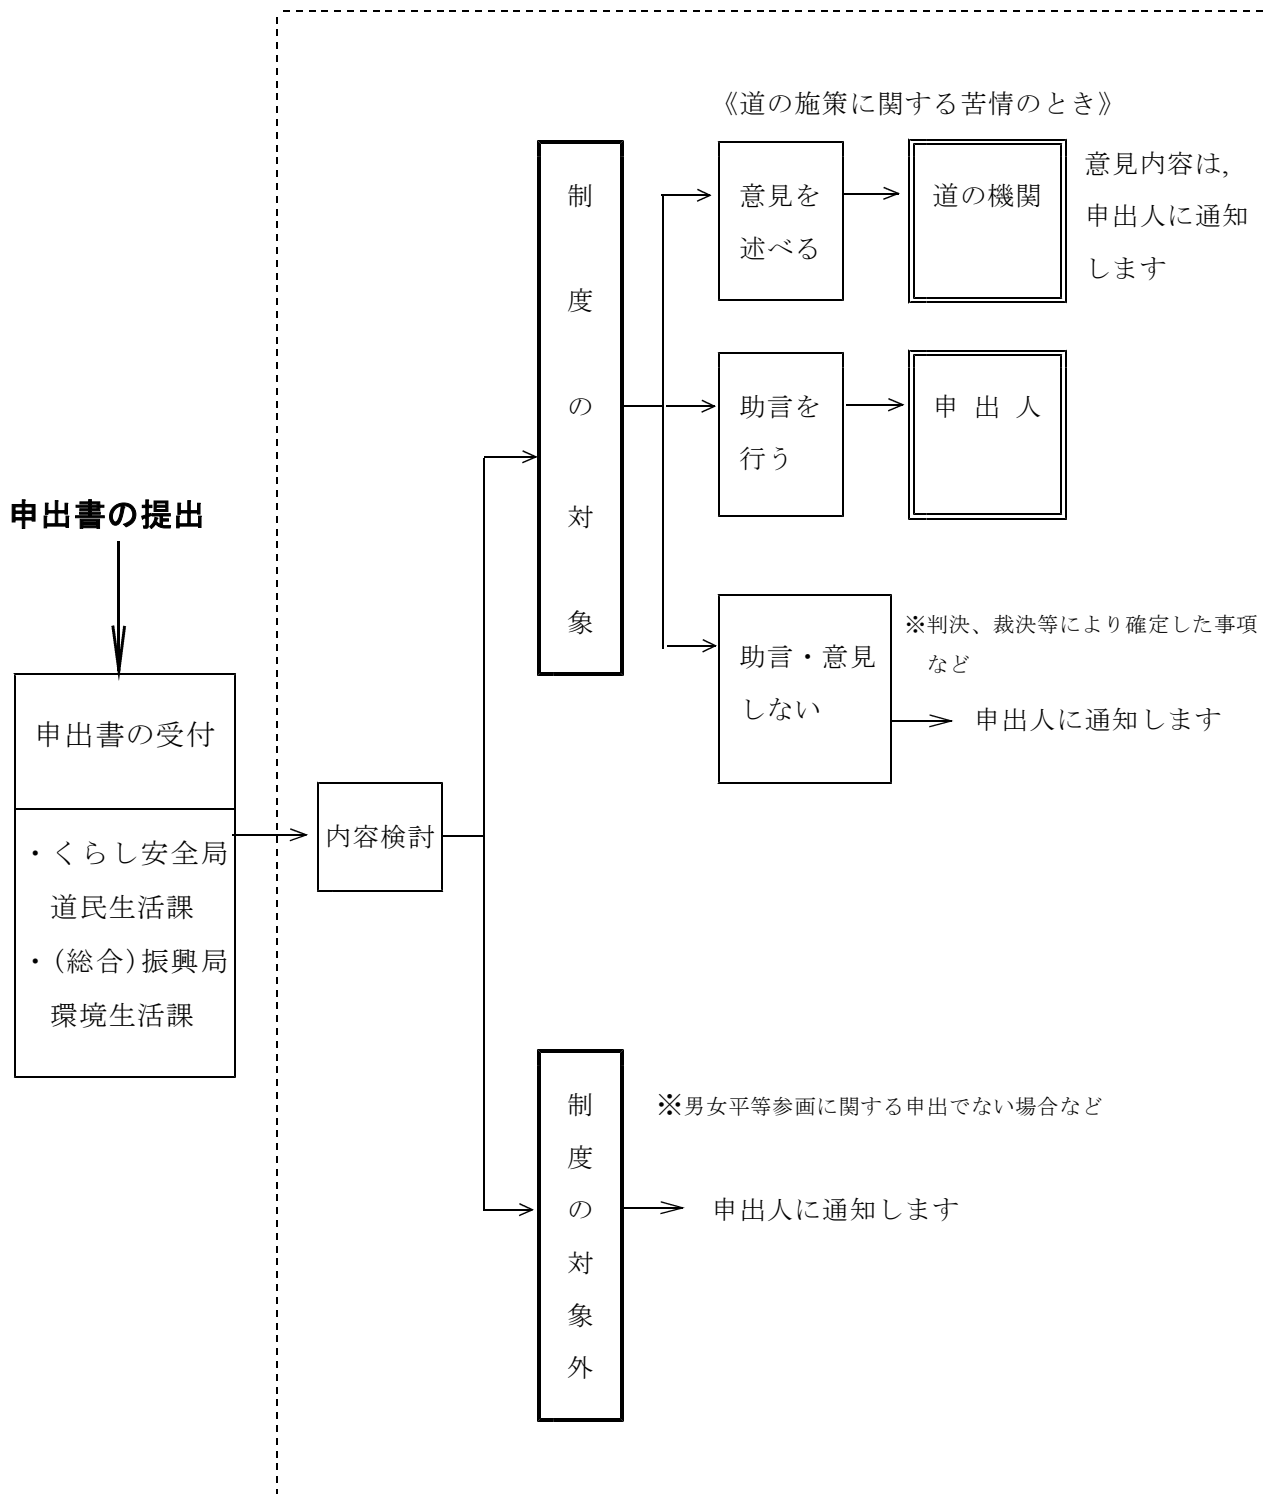 申出書の提出
申出書の受付
・くらし安全局
道民生活課
・(総合)振興局
環境生活課
内容検討
制度の対象
《道の施策に関する苦情のとき》
意見を
述べる
道の機関
意見内容は,
申出人に通知
します
助言を
行う
申出人
助言・意見
しない
※判決、裁決等により確定した事項
など
申出人に通知します
制度の対象外
※男女平等参画に関する申出でない場合など
申出人に通知します